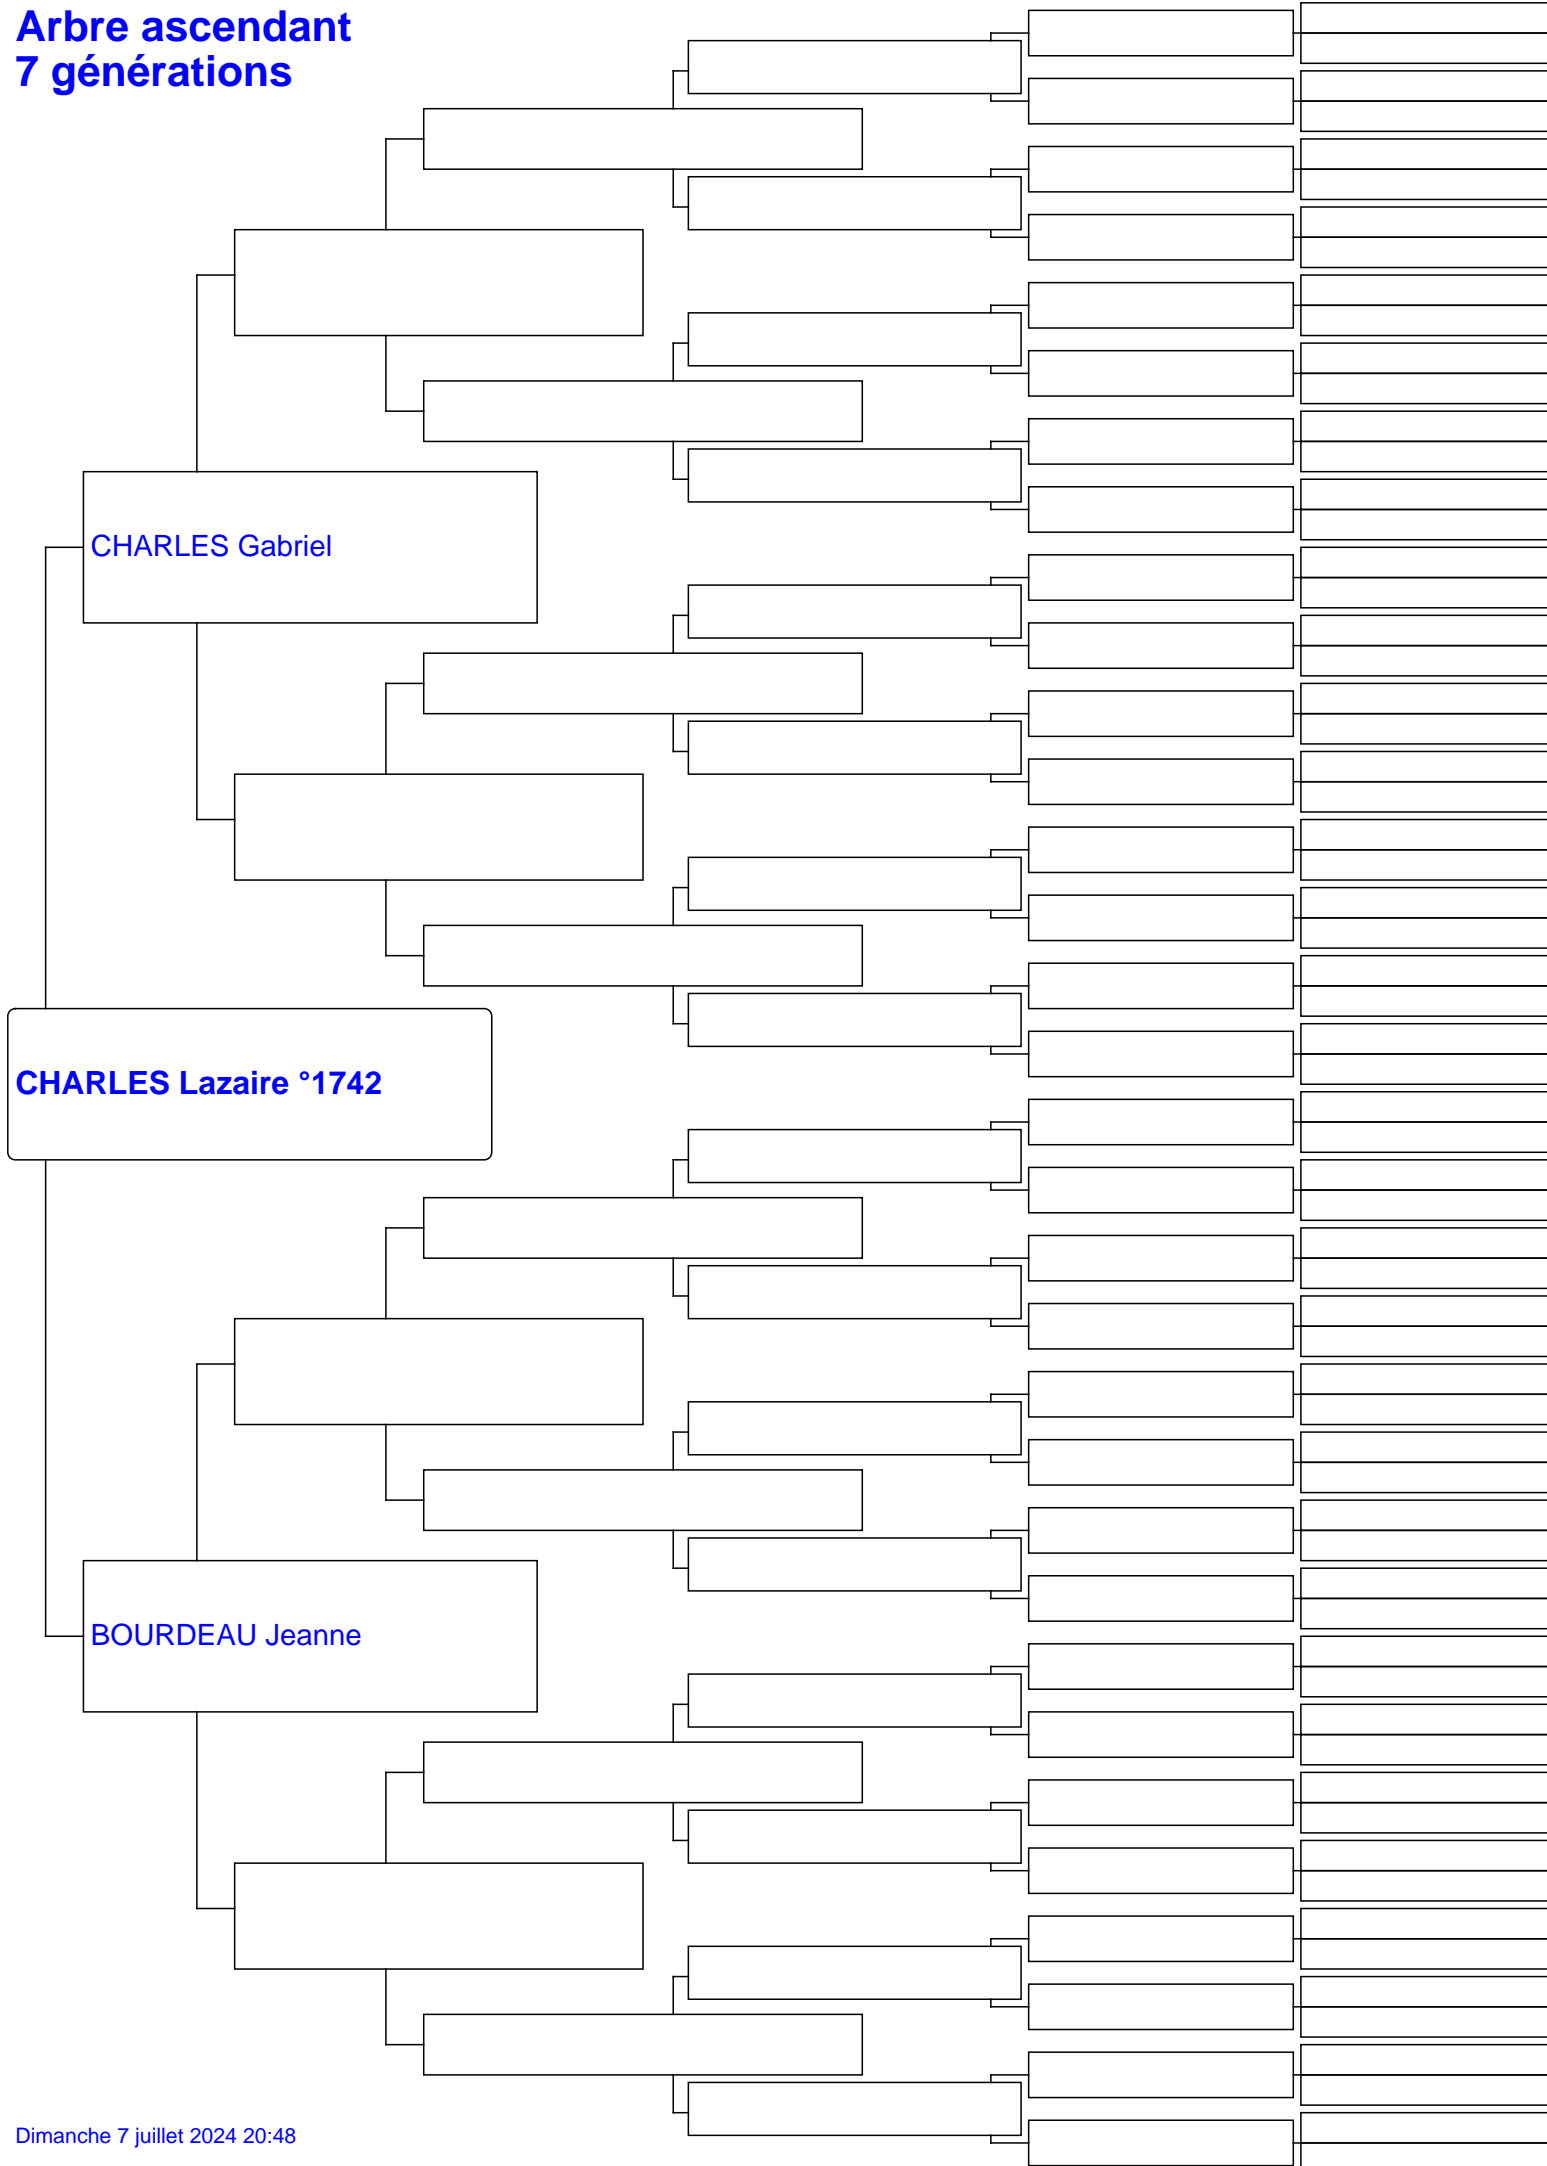 Arbre ascendant
7 générations
CHARLES Gabriel
CHARLES Lazaire °1742
BOURDEAU Jeanne
Dimanche 7 juillet 2024 20:48